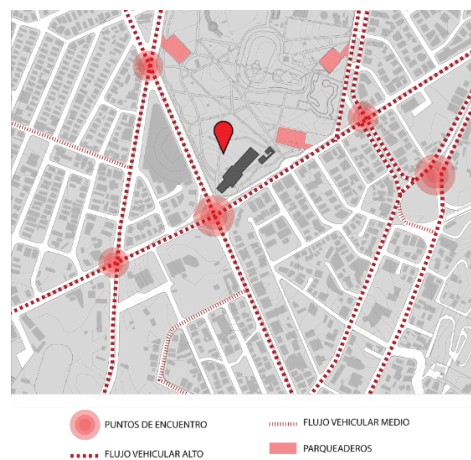 PUNTOS DE ENCUENTRO
FLUJO VEHICULAR MEDIO
FLUJO VEHICULAR ALTO
PARQUEADEROS